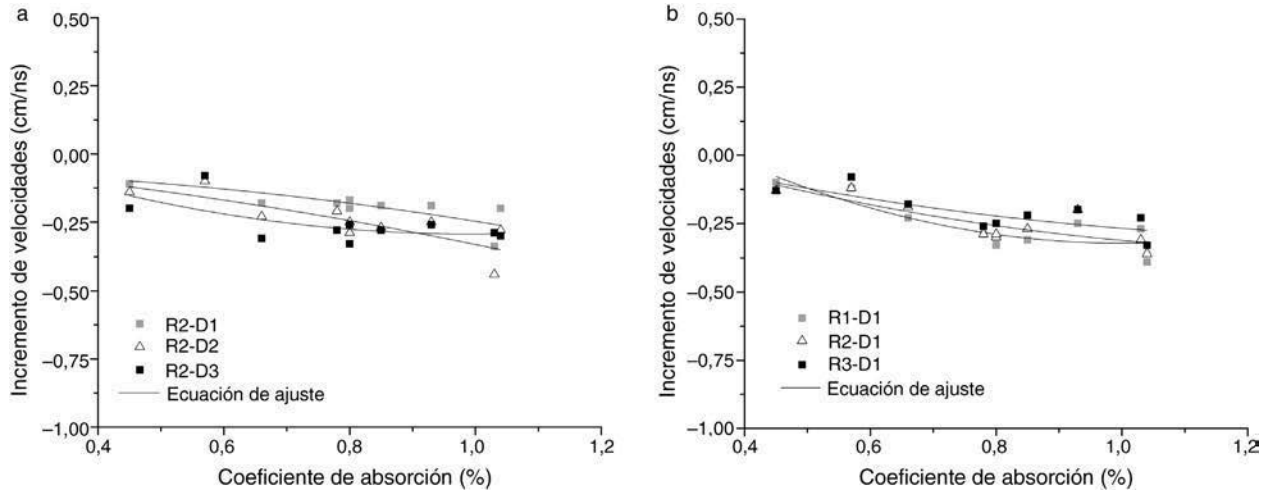 a
0,50
0,25
0,00
−0,25
−0,50
−0,75
−1,00
Incremento de velocidades (cm/ns)
R2-D1
R2-D2
R2-D3
Ecuación de ajuste
0,4
0,6
0,8
1,0
1,2
Coeficiente de absorción (%)
b
0,50
0,25
0,00
−0,25
−0,50
−0,75
−1,00
Incremento de velocidades (cm/ns)
R1-D1
R2-D1
R3-D1
Ecuación de ajuste
0,4
0,6
0,8
1,0
1,2
Coeficiente de absorción (%)